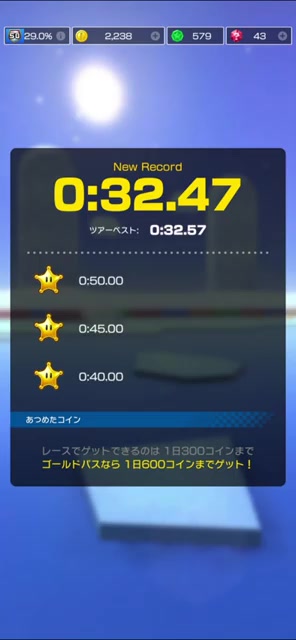 29.0%
2,238
579
43
New Record
0:32.47
ツアーベスト: 0:32.57
0:50.00
0:45.00
0:40.00
あつめたコイン
レースでゲットできるのは 1日300コインまで
ゴールドパスなら 1日600コインまでゲット！